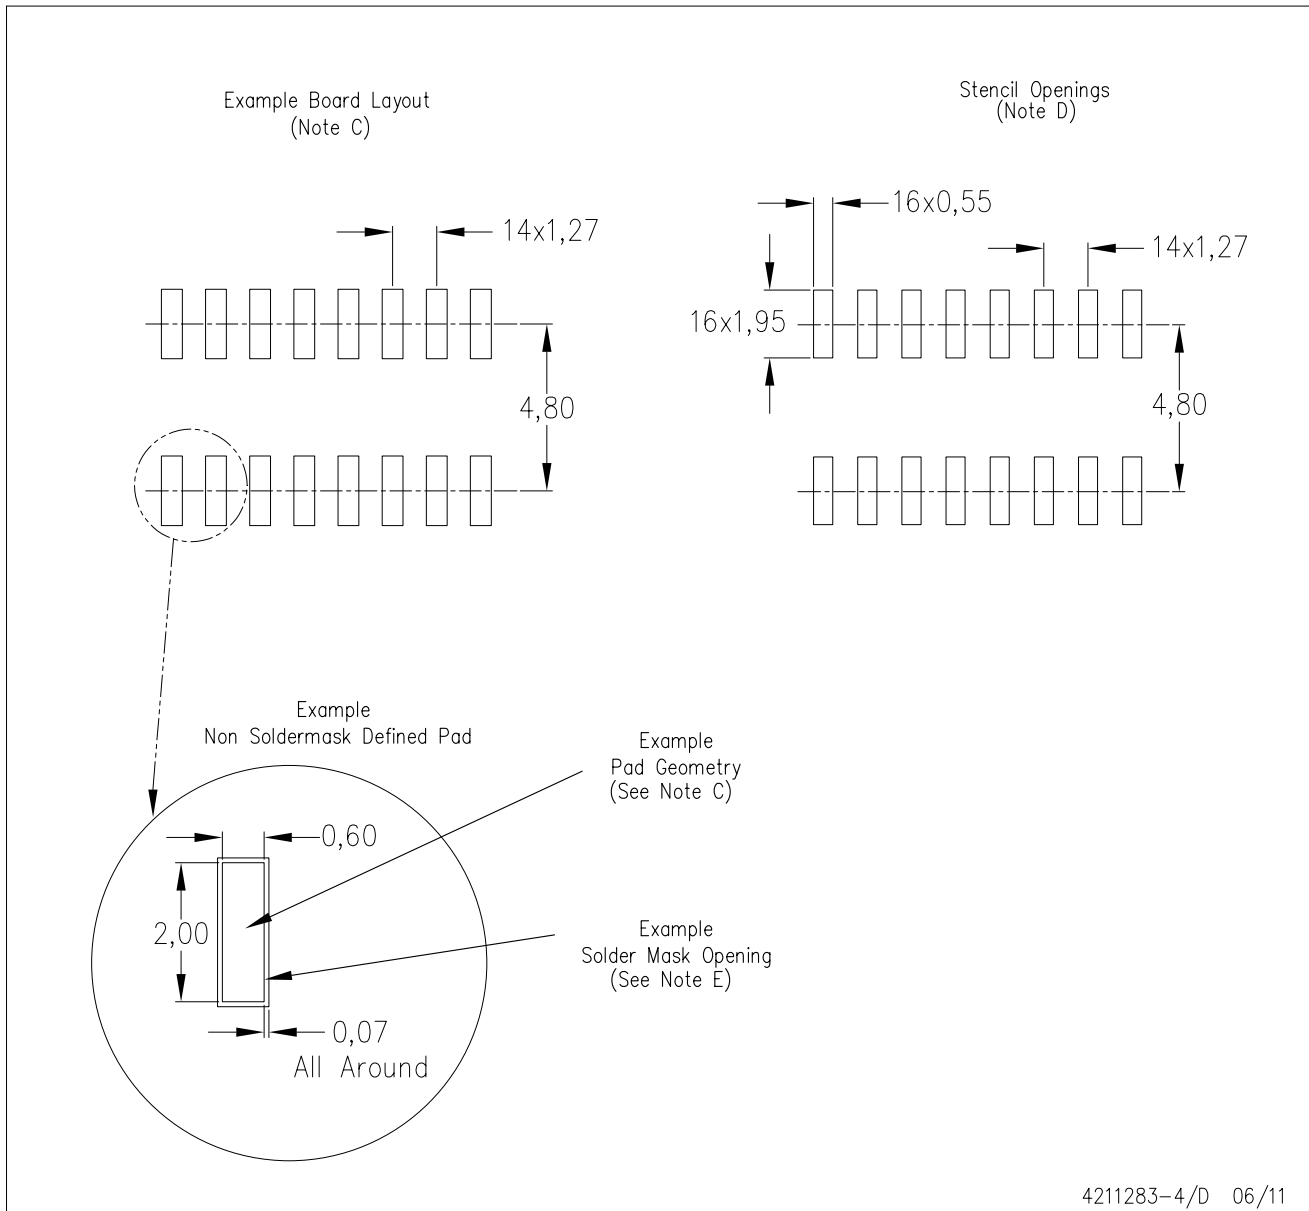 Example Board Layout
(Note C)
14x1,27
4,80
Stencil Openings
(Note D)
16x0,55
14x1,27
16x1,95
4,80
Example
Non Soldermask Defined Pad
0,60
2,00
0,07
All Around
Example
Pad Geometry
(See Note C)
Example
Solder Mask Opening
(See Note E)
4211283-4/D 06/11